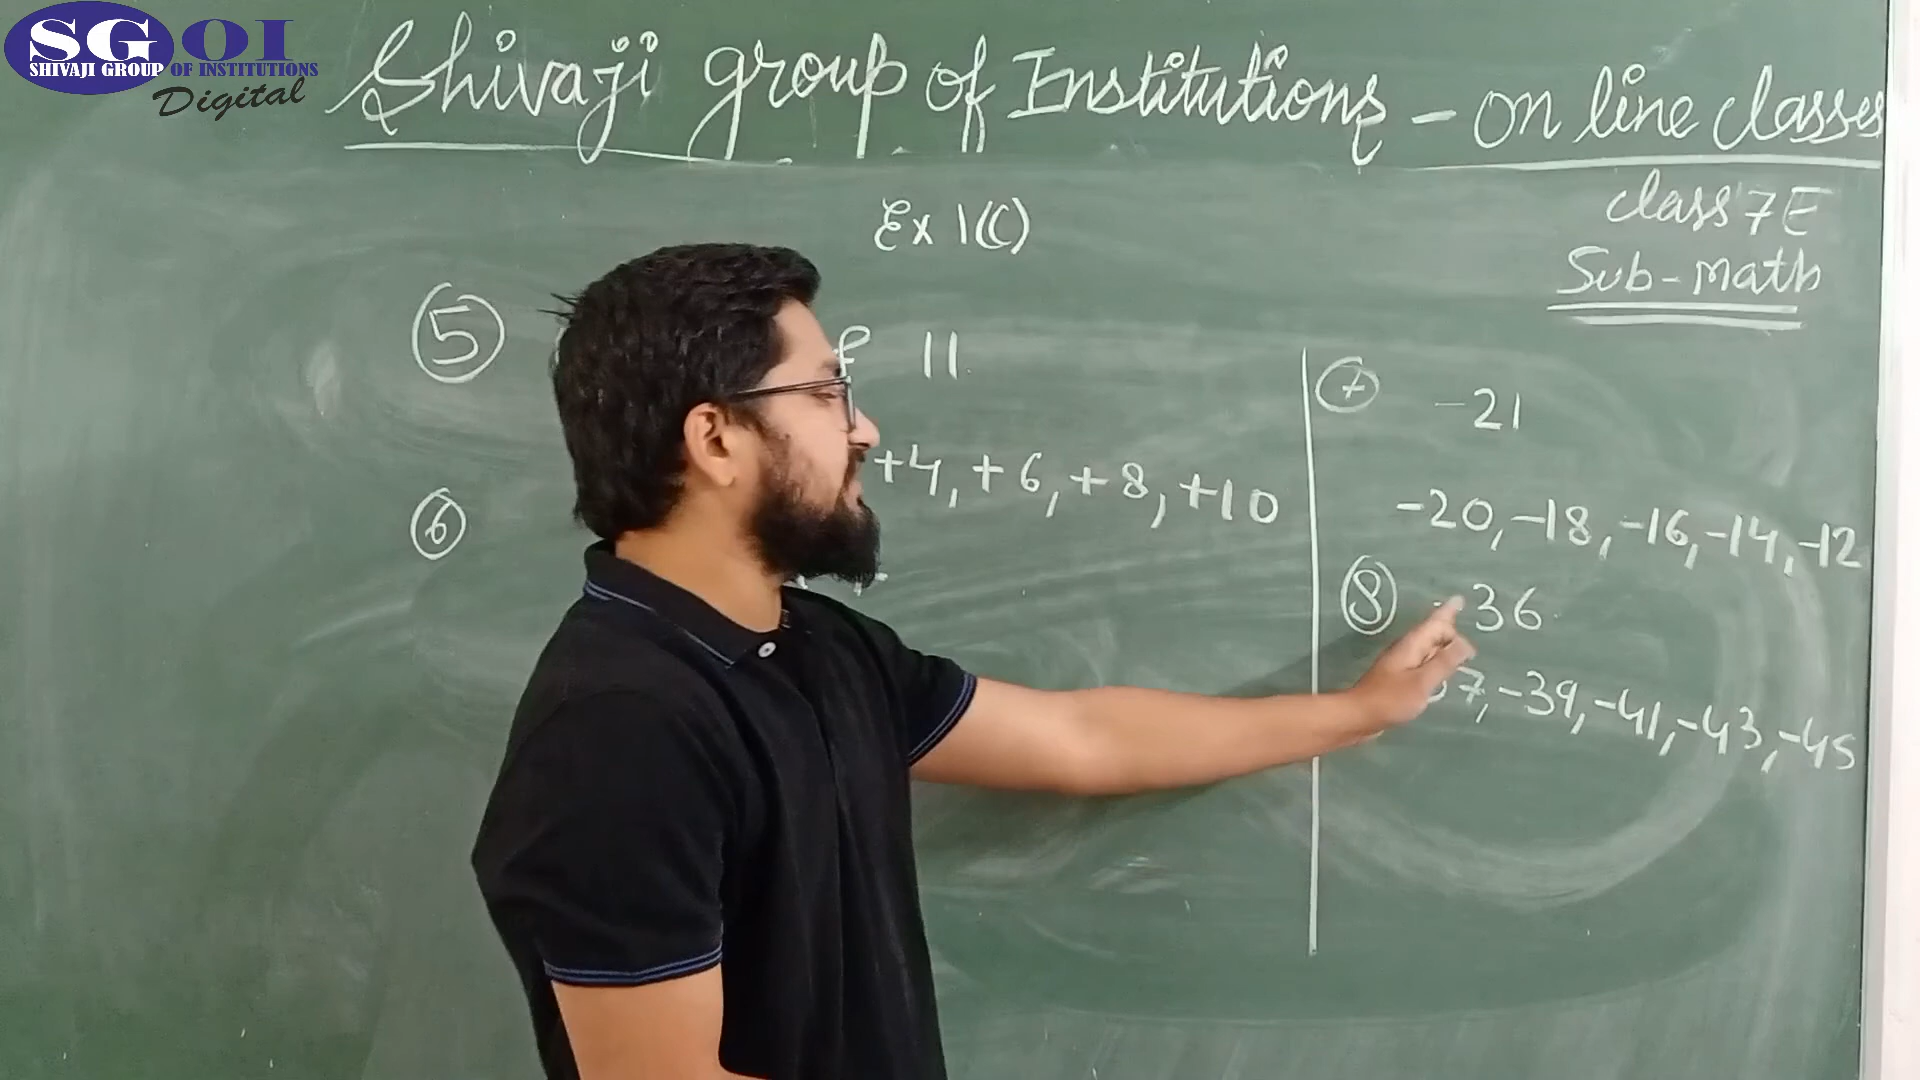 SGOI
SHIVAJI GROUP OF INSTITUTIONS
Digital
Shivaji group of Institutions - on line classes
Ex 1(C)
class 7E
Sub - Math
5 11
+4, +6, +8, +10
6
7 -21
-20, -18, -16, -14, -12
8 -36
7, -39, -41, -43, -45